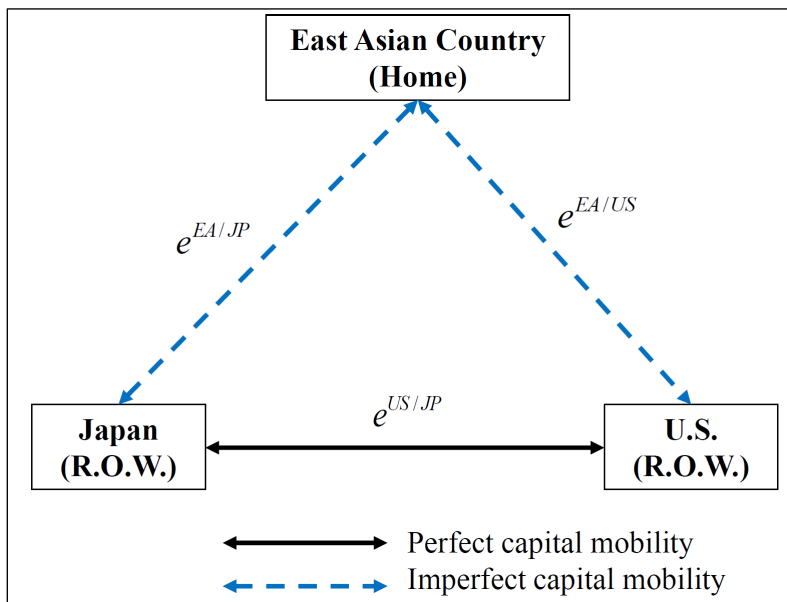 East Asian Country
(Home)
e^{EA/JP}
e^{EA/US}
e^{US/JP}
Japan
(R.O.W.)
U.S.
(R.O.W.)
Perfect capital mobility
Imperfect capital mobility